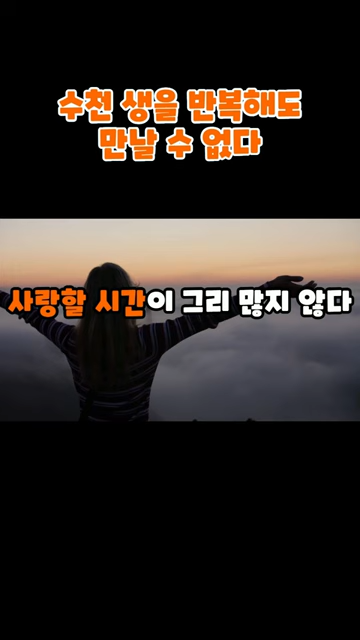 수천 생을 반복해도
만날 수 없다
사랑할 시간이 그리 많지 않다